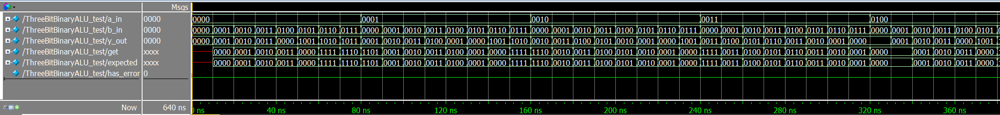 Msgs
/ThreeBitBinaryALU_test/a_in 0000 0000 0001 0010 0011 0100
/ThreeBitBinaryALU_test/b_in 0000 0000 0001 0010 0011 0100 0101 0110 0111 0000 0001 0010 0011 0100 0101 0110 0111 0000 0001 0010 0011 0100 0101 0110 0111 0000 0001 0010 0011 0100 0101 0110 0111 0000 0001 0010 0011 0100 0101
/ThreeBitBinaryALU_test/y_out 0000 0000 0001 0010 0011 0000 1001 1010 1011 0001 0010 0011 0100 0001 0000 1001 1010 0010 0011 0100 0101 0010 0001 0000 1001 0011 0100 0101 0110 0011 0010 0001 0000 0001 0010 0011 0000 1001
/ThreeBitBinaryALU_test/get xxxx 0000 0001 0010 0011 0000 1111 1110 1101 0001 0010 0011 0100 0001 0000 1111 1110 0010 0011 0100 0101 0010 0001 0000 1111 0011 0100 0101 0110 0011 0010 0001 0000 0001 0010 0011 0000
/ThreeBitBinaryALU_test/expected xxxx 0000 0001 0010 0011 0000 1111 1110 1101 0001 0010 0011 0100 0001 0000 1111 1110 0010 0011 0100 0101 0010 0001 0000 1111 0011 0100 0101 0110 0011 0010 0001 0000 0001 0010 0011 0000
/ThreeBitBinaryALU_test/has_error 0
Now 640 ns 0 ns 40 ns 80 ns 120 ns 160 ns 200 ns 240 ns 280 ns 320 ns 360 ns